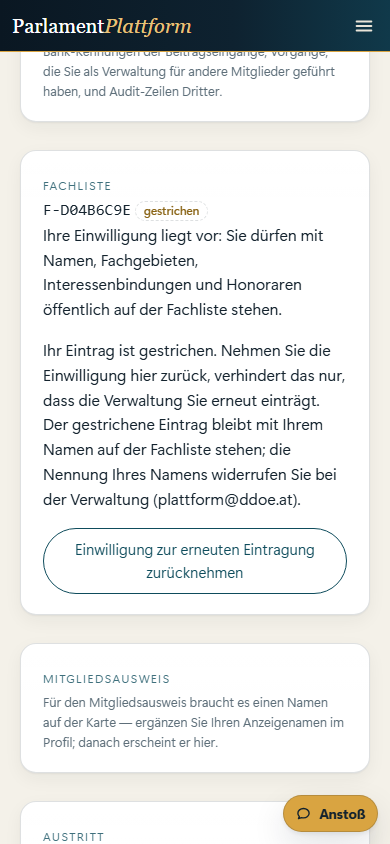 ParlamentPlattform
Bank-Kennungen der Beitragseingänge, Vorgänge,
die Sie als Verwaltung für andere Mitglieder geführt
haben, und Audit-Zeilen Dritter.
FACHLISTE
F-D04B6C9E gestrichen
Ihre Einwilligung liegt vor: Sie dürfen mit
Namen, Fachgebieten,
Interessenbindungen und Honoraren
öffentlich auf der Fachliste stehen.
Ihr Eintrag ist gestrichen. Nehmen Sie die
Einwilligung hier zurück, verhindert das nur,
dass die Verwaltung Sie erneut einträgt.
Der gestrichene Eintrag bleibt mit Ihrem
Namen auf der Fachliste stehen; die
Nennung Ihres Namens widerrufen Sie bei
der Verwaltung (plattform@ddoe.at).
Einwilligung zur erneuten Eintragung
zurücknehmen
MITGLIEDSAUSWEIS
Für den Mitgliedsausweis braucht es einen Namen
auf der Karte — ergänzen Sie Ihren Anzeigenamen im
Profil; danach erscheint er hier.
Anstoß
AUSTRITT